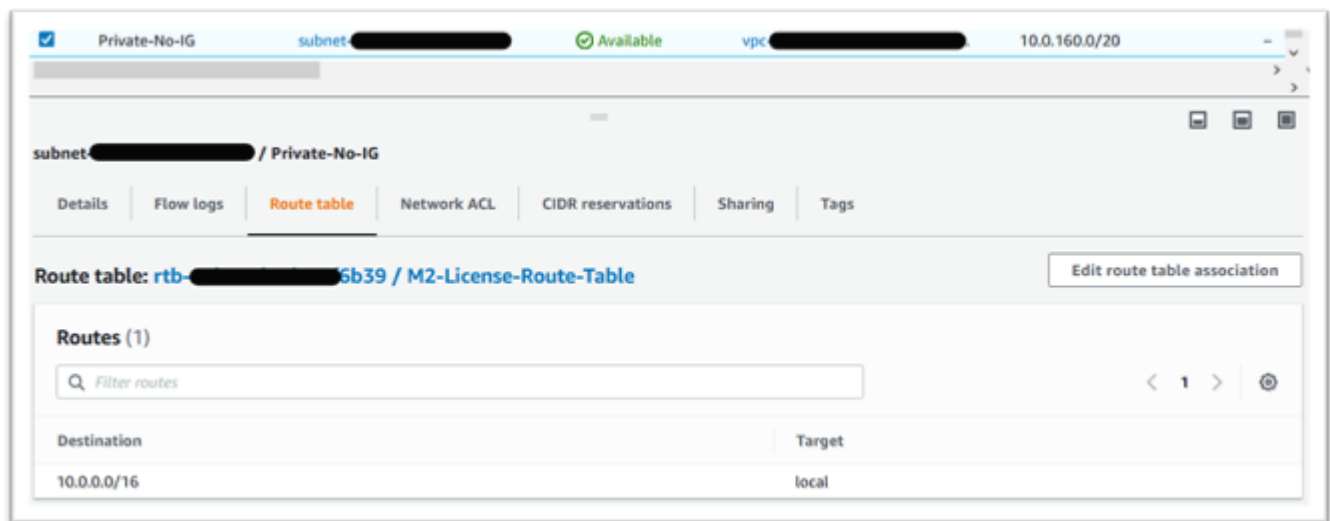 Private-No-IG subnet- Available vpc- 10.0.160.0/20 –
subnet- / Private-No-IG
Details Flow logs Route table Network ACL CIDR reservations Sharing Tags
Route table: rtb- 6b39 / M2-License-Route-Table Edit route table association
Routes (1)
Filter routes < 1 >
Destination Target
10.0.0.0/16 local